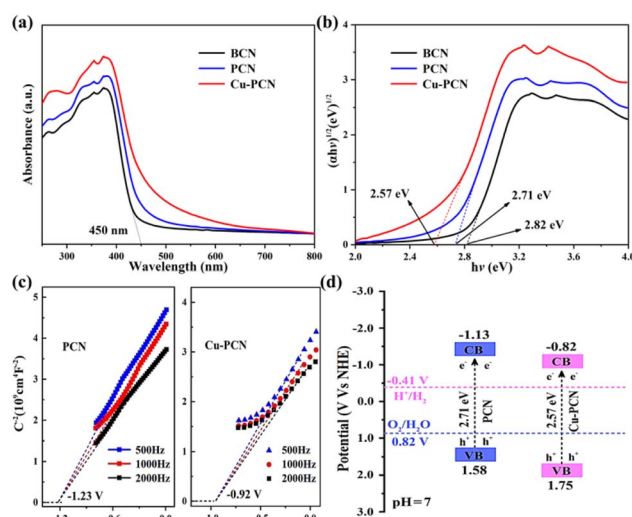 (a)
BCN
PCN
Cu-PCN
Absorbance (a.u.)
450 nm
300 400 500 600 700 800
Wavelength (nm)
(b)
BCN
PCN
Cu-PCN
(αhν)^1/2(eV)^1/2
4
3
2
1
0
2.57 eV
2.71 eV
2.82 eV
2.0 2.4 2.8 3.2 3.6 4.0
hν (eV)
(c)
PCN
C^-2(10^9cm^4F^-2)
5
4
3
2
1
0
-1.23 V
500Hz
1000Hz
2000Hz
Cu-PCN
4
3
2
1
0
-0.92 V
500Hz
1000Hz
2000Hz
(d)
Potential (V Vs NHE)
-3.0
-2.0
-1.0
0.0
1.0
2.0
3.0
-1.13
CB
e- e-
-0.82
CB
e- e-
-0.41 V
H+/H2
2.71 eV
PCN
2.57 eV
Cu-PCN
O2/H2O
0.82 V
h+ h+
VB
1.58
h+ h+
VB
1.75
pH=7